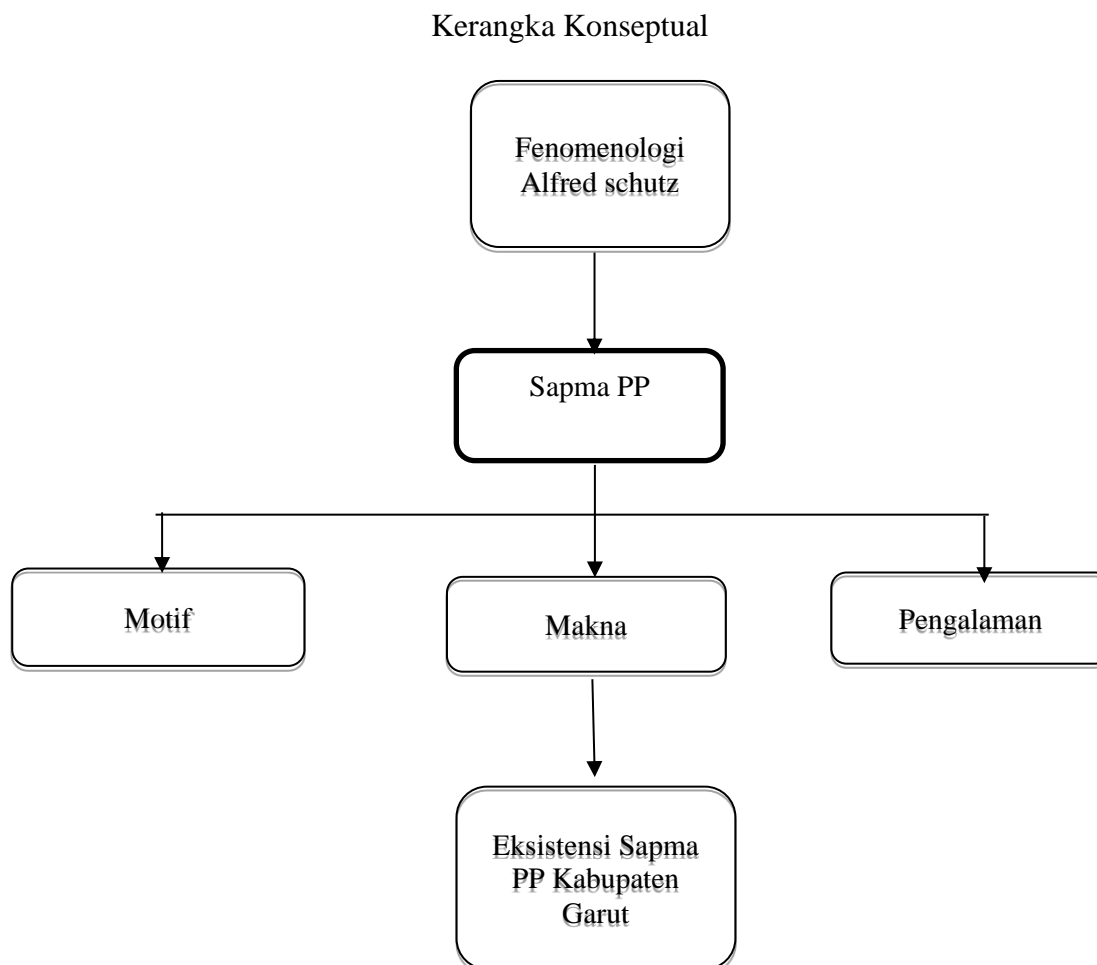 Kerangka Konseptual
Fenomenologi
Alfred schutz
Sapma PP
Motif
Makna
Pengalaman
Eksistensi Sapma
PP Kabupaten
Garut